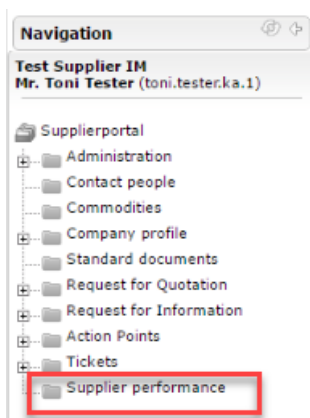 Navigation
Test Supplier IM
Mr. Toni Tester (toni.tester.ka.1)
Supplierportal
Administration
Contact people
Commodities
Company profile
Standard documents
Request for Quotation
Request for Information
Action Points
Tickets
Supplier performance